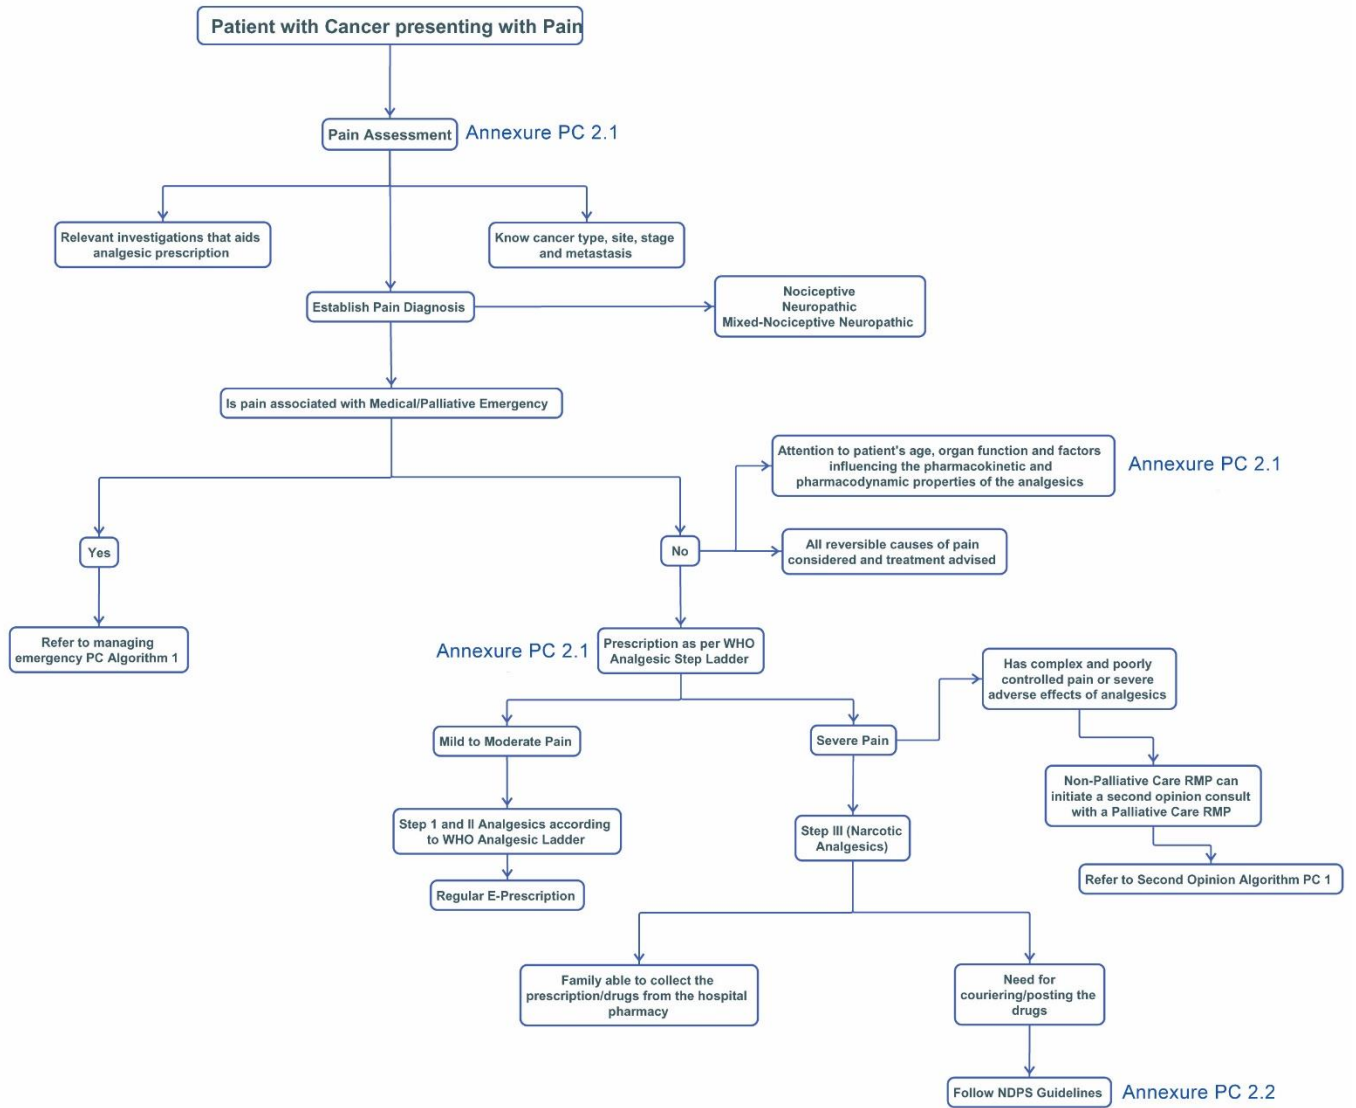 Patient with Cancer presenting with Pain
Pain Assessment
Annexure PC 2.1
Relevant investigations that aids
analgesic prescription
Know cancer type, site, stage
and metastasis
Establish Pain Diagnosis
Nociceptive
Neuropathic
Mixed-Nociceptive Neuropathic
Is pain associated with Medical/Palliative Emergency
Attention to patient's age, organ function and factors
influencing the pharmacokinetic and
pharmacodynamic properties of the analgesics
Annexure PC 2.1
Yes
No
All reversible causes of pain
considered and treatment advised
Refer to managing
emergency PC Algorithm 1
Annexure PC 2.1
Prescription as per WHO
Analgesic Step Ladder
Has complex and poorly
controlled pain or severe
adverse effects of analgesics
Mild to Moderate Pain
Severe Pain
Non-Palliative Care RMP can
initiate a second opinion consult
with a Palliative Care RMP
Step 1 and II Analgesics according
to WHO Analgesic Ladder
Step III (Narcotic
Analgesics)
Refer to Second Opinion Algorithm PC 1
Regular E-Prescription
Family able to collect the
prescription/drugs from the hospital
pharmacy
Need for
couriering/posting the
drugs
Follow NDPS Guidelines
Annexure PC 2.2